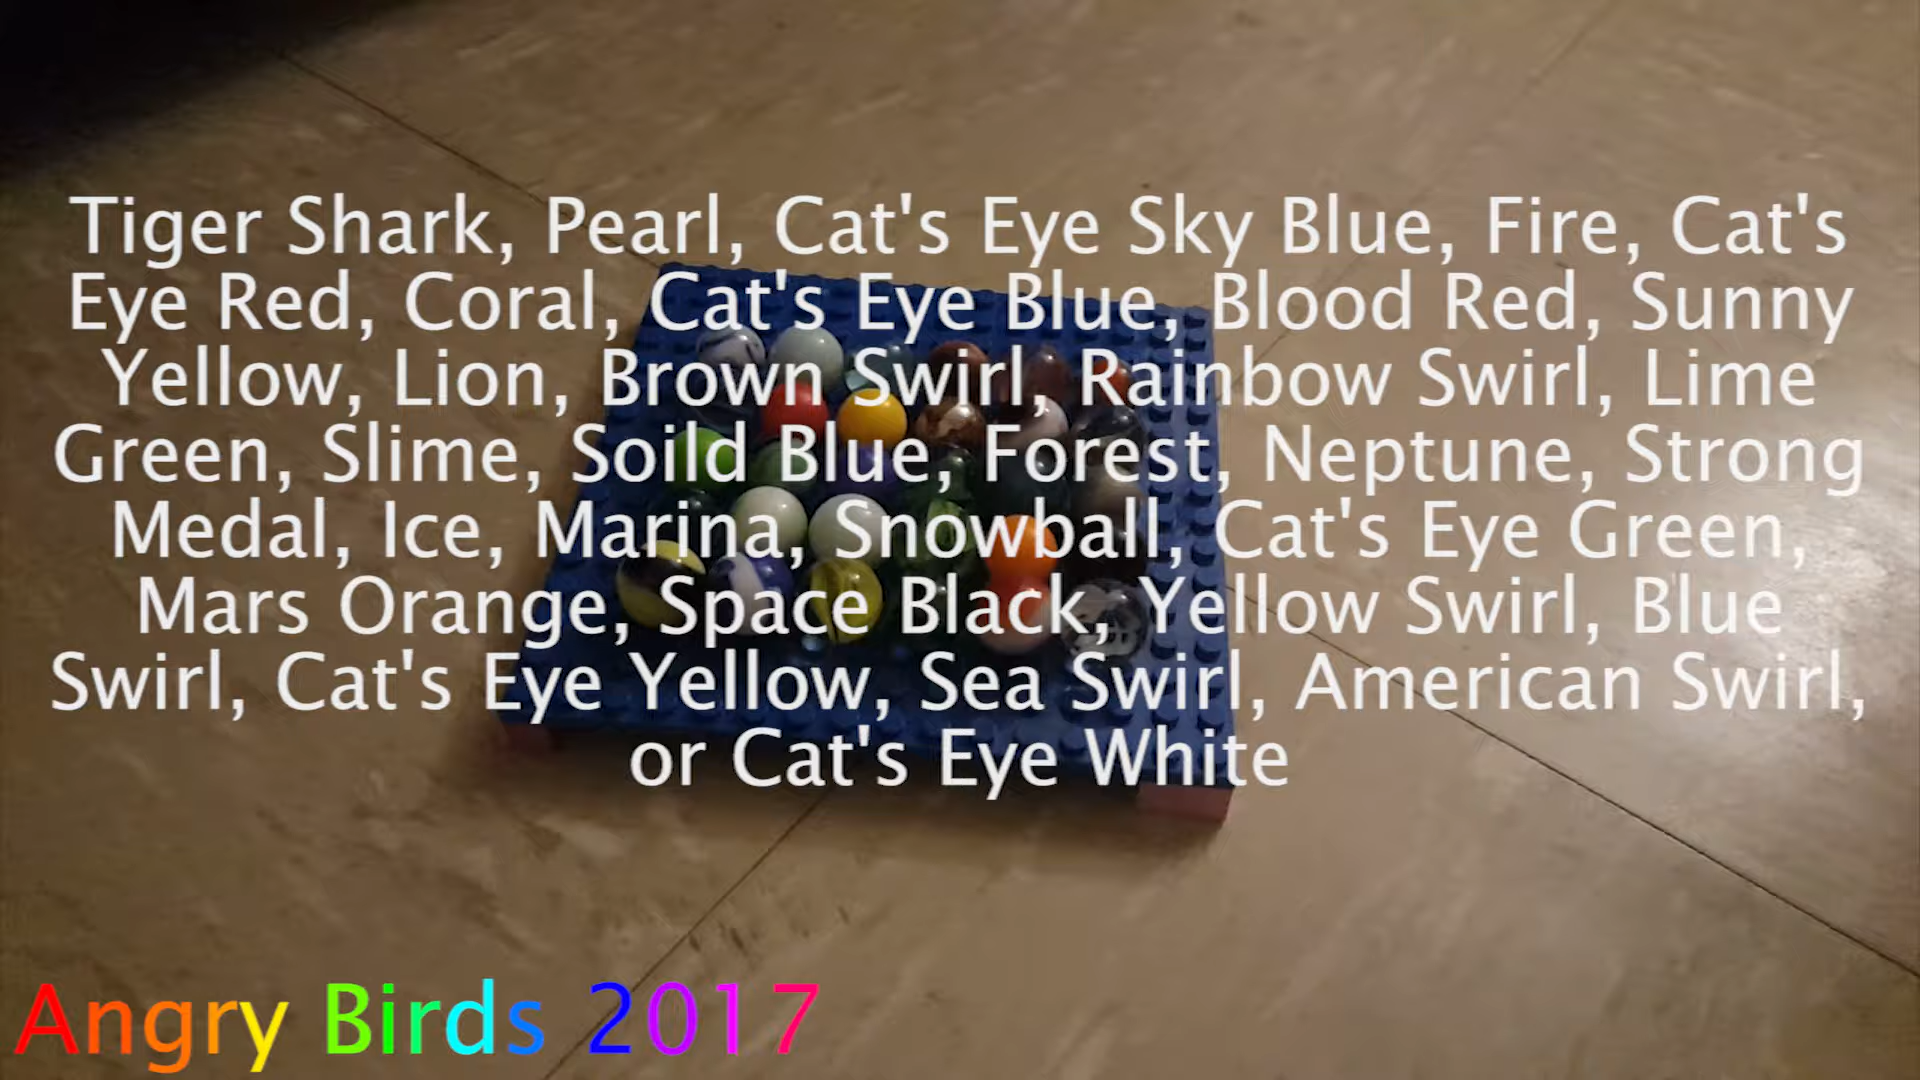 Tiger Shark, Pearl, Cat's Eye Sky Blue, Fire, Cat's
Eye Red, Coral, Cat's Eye Blue, Blood Red, Sunny
Yellow, Lion, Brown Swirl, Rainbow Swirl, Lime
Green, Slime, Soild Blue, Forest, Neptune, Strong
Medal, Ice, Marina, Snowball, Cat's Eye Green,
Mars Orange, Space Black, Yellow Swirl, Blue
Swirl, Cat's Eye Yellow, Sea Swirl, American Swirl,
or Cat's Eye White
Angry Birds 2017